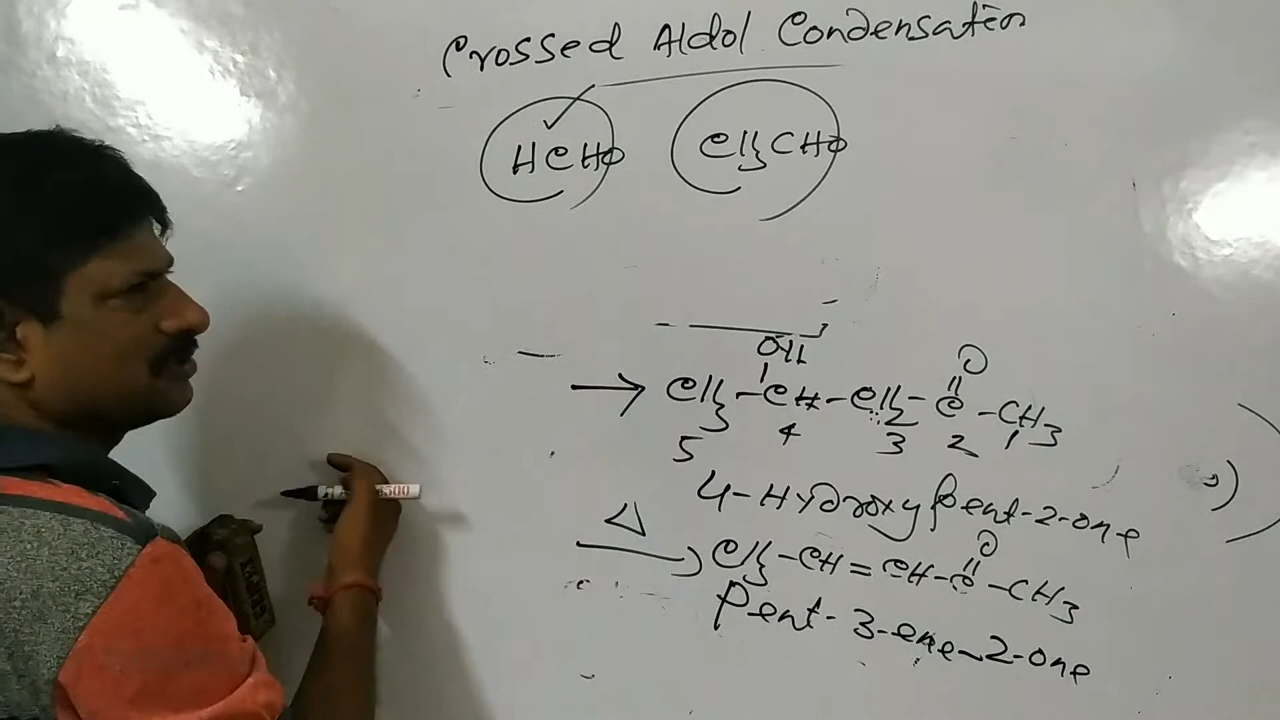 Crossed Aldol Condensation
HCHO CH3CHO
OH O
→ CH3-CH-CH2-C-CH3
5 4 3 2 1
4-Hydroxy Pent-2-one
Δ O
→ CH3-CH=CH-C-CH3
Pent-3-ene-2-one